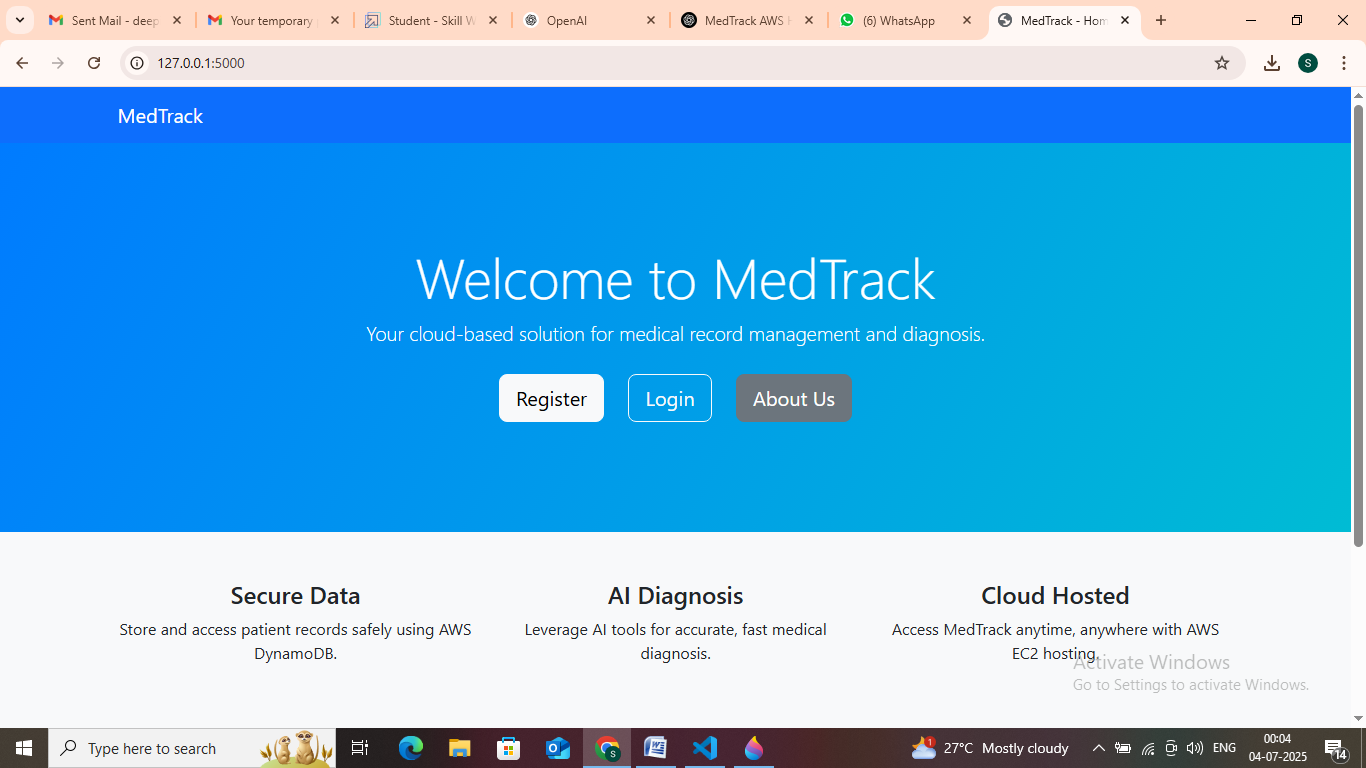 Sent Mail - deep
Your temporary
Student - Skill W
OpenAI
MedTrack AWS H
(6) WhatsApp
MedTrack - Hom
127.0.0.1:5000
S
MedTrack
Welcome to MedTrack
Your cloud-based solution for medical record management and diagnosis.
Register
Login
About Us
Secure Data
AI Diagnosis
Cloud Hosted
Store and access patient records safely using AWS
DynamoDB.
Leverage AI tools for accurate, fast medical
diagnosis.
Access MedTrack anytime, anywhere with AWS
EC2 hosting.
Activate Windows
Go to Settings to activate Windows.
Type here to search
1
27°C Mostly cloudy
ENG
00:04
04-07-2025
14